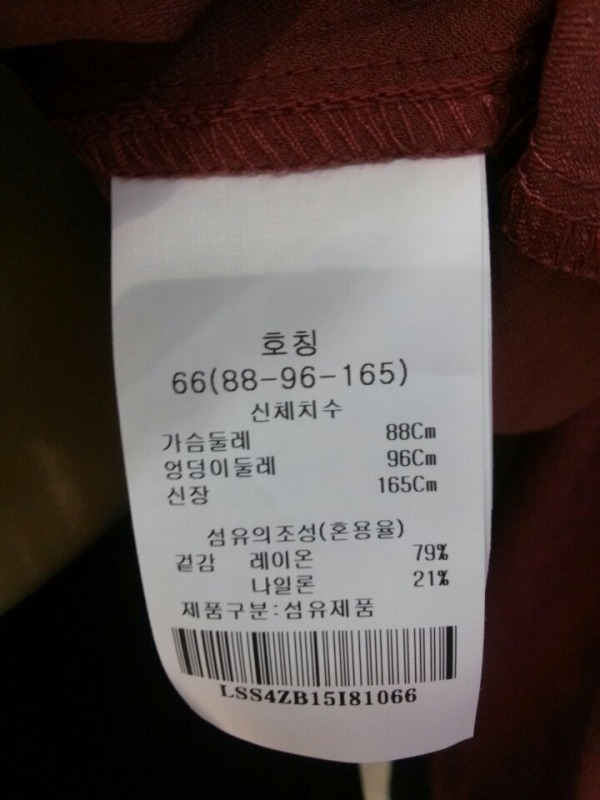 호칭
66(88-96-165)
신체치수
가슴둘레 88Cm
엉덩이둘레 96Cm
신장 165Cm
섬유의조성(혼용율)
겉감 레이온 79%
나일론 21%
제품구분:섬유제품
LSS4ZB15I81066